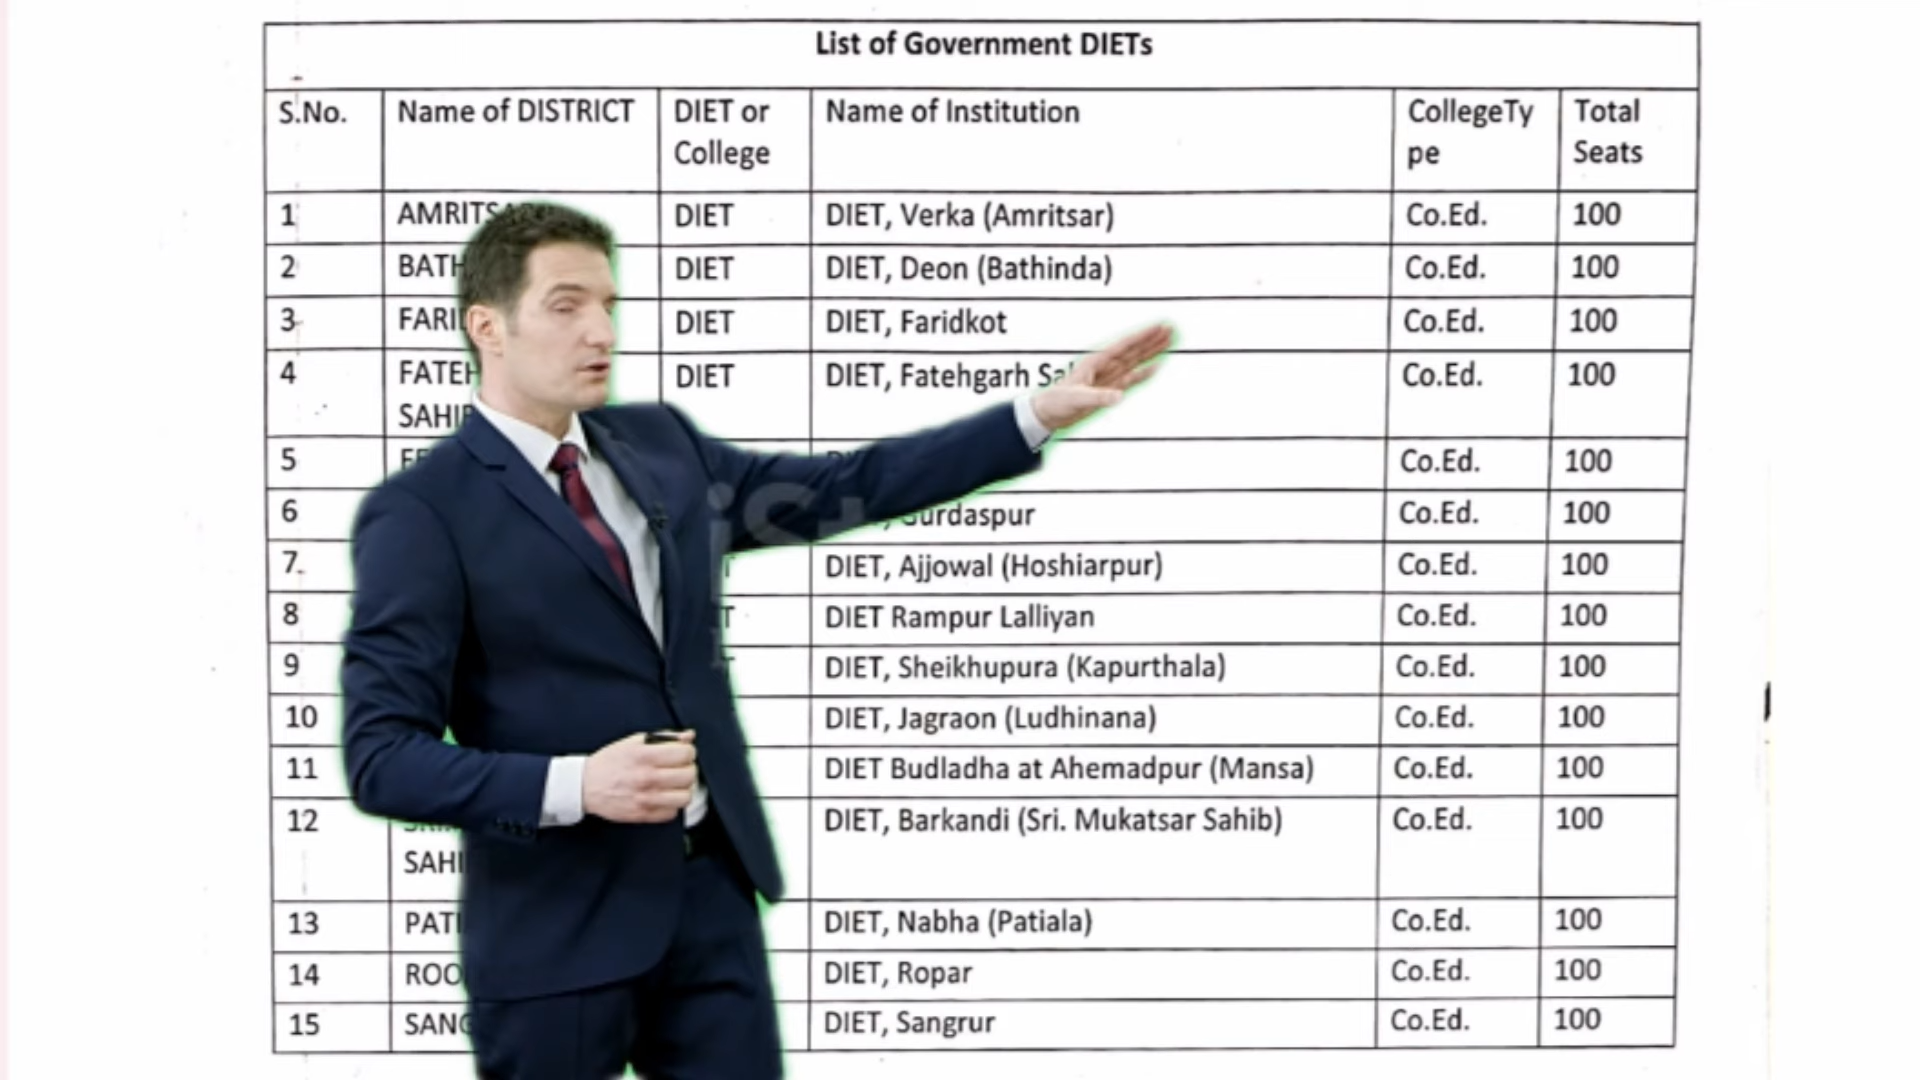 List of Government DIETs
S.No. Name of DISTRICT DIET or College Name of Institution CollegeTy pe Total Seats
1 DIET DIET, Verka (Amritsar) Co.Ed. 100
2 DIET DIET, Deon (Bathinda) Co.Ed. 100
3 DIET DIET, Faridkot Co.Ed. 100
4 DIET DIET, Fatehgarh Co.Ed. 100
5 Co.Ed. 100
6 Co.Ed. 100
7 DIET, Ajjowal (Hoshiarpur) Co.Ed. 100
8 DIET Rampur Lalliyan Co.Ed. 100
9 DIET, Sheikhupura (Kapurthala) Co.Ed. 100
10 DIET, Jagraon (Ludhinana) Co.Ed. 100
11 DIET Budladha at Ahemadpur (Mansa) Co.Ed. 100
12 DIET, Barkandi (Sri. Mukatsar Sahib) Co.Ed. 100
13 DIET, Nabha (Patiala) Co.Ed. 100
14 DIET, Ropar Co.Ed. 100
15 DIET, Sangrur Co.Ed. 100